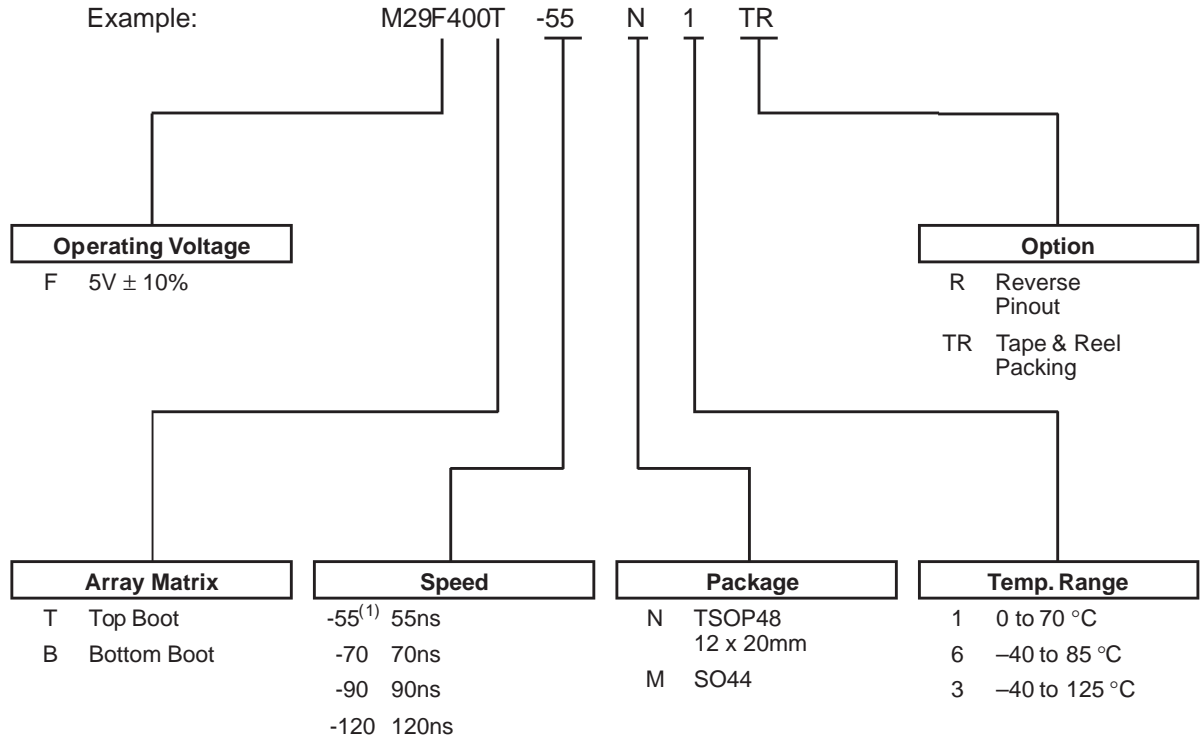 Example: M29F400T -55 N 1 TR
Operating Voltage
F 5V ± 10%
Option
R Reverse
Pinout
TR Tape & Reel
Packing
Array Matrix
T Top Boot
B Bottom Boot
Speed
-55(1) 55ns
-70 70ns
-90 90ns
-120 120ns
Package
N TSOP48
12 x 20mm
M SO44
Temp. Range
1 0 to 70 °C
6 –40 to 85 °C
3 –40 to 125 °C